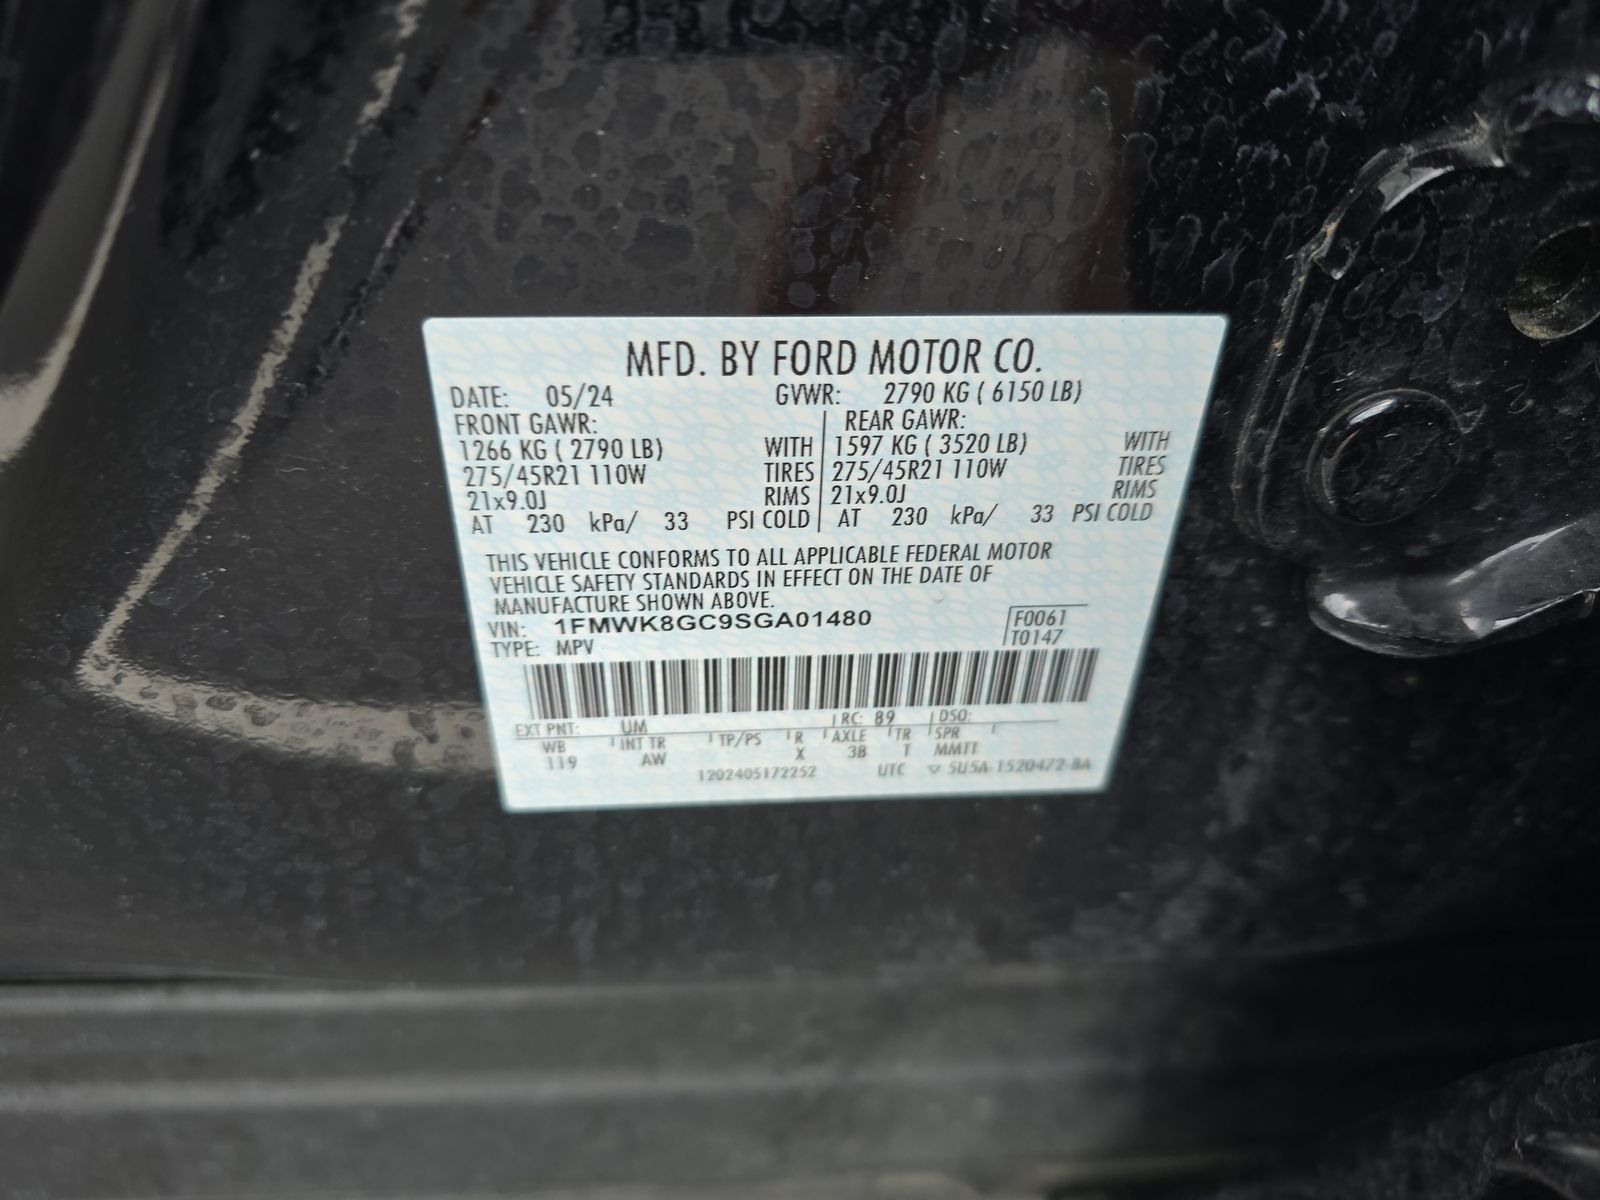 MFD. BY FORD MOTOR CO.
DATE: 05/24 GVWR: 2790 KG ( 6150 LB)
FRONT GAWR: REAR GAWR:
1266 KG ( 2790 LB) WITH 1597 KG ( 3520 LB) WITH
275/45R21 110W TIRES 275/45R21 110W TIRES
21x9.0J RIMS 21x9.0J RIMS
AT 230 kPa/ 33 PSI COLD AT 230 kPa/ 33 PSI COLD
THIS VEHICLE CONFORMS TO ALL APPLICABLE FEDERAL MOTOR
VEHICLE SAFETY STANDARDS IN EFFECT ON THE DATE OF
MANUFACTURE SHOWN ABOVE.
VIN: 1FMWK8GC9SGA01480 F0061
TYPE: MPV T0147
EXT PNT: UM RC: 89 DSO:
WB INT TR TP/PS R AXLE TR SPR
119 AW X 3B T MMTT
1202405172252 UTC ▽ 5U5A-1520472-BA